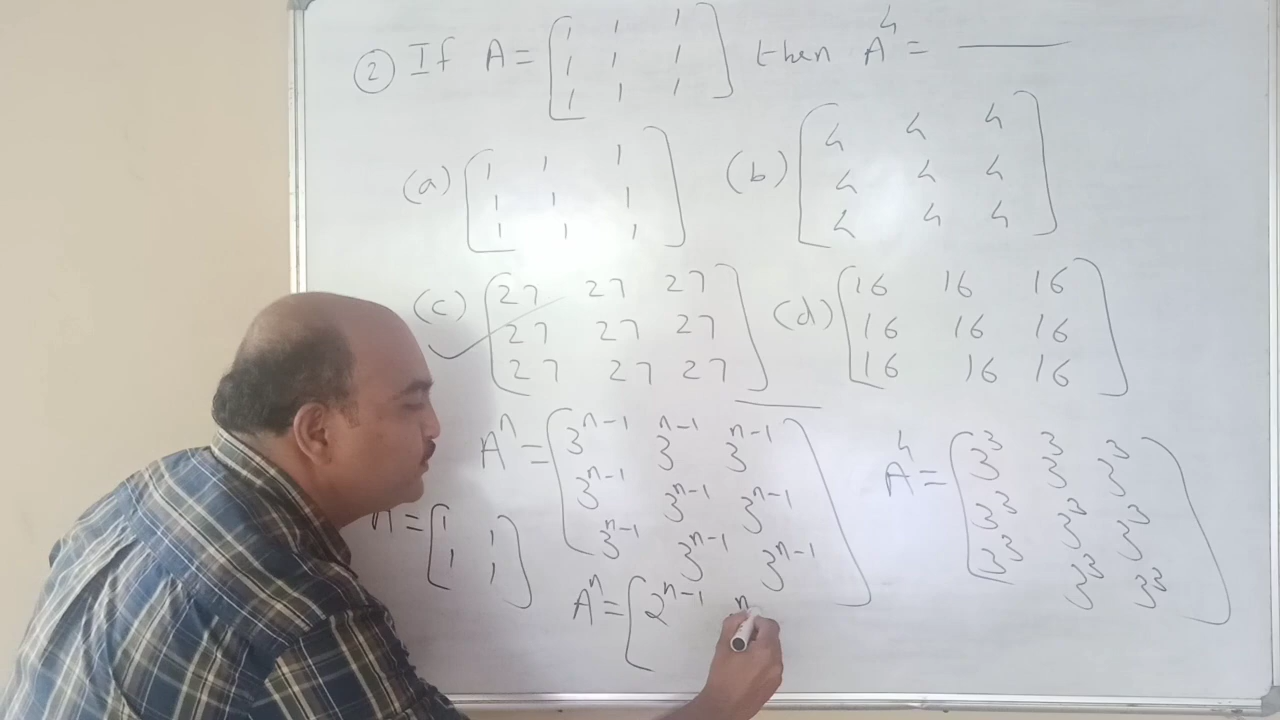 ② If A = [1 1 1 then A⁴ = ____
1 1 1
1 1 1]
(a) [1 1 1 (b) [4 4 4
1 1 1 4 4 4
1 1 1] 4 4 4]
(c) [27 27 27 (d) [16 16 16
27 27 27 16 16 16
27 27 27] 16 16 16]
Aⁿ = [3ⁿ⁻¹ 3ⁿ⁻¹ 3ⁿ⁻¹ A⁴ = [3³ 3³ 3³
3ⁿ⁻¹ 3ⁿ⁻¹ 3ⁿ⁻¹ 3³ 3³ 3³
3ⁿ⁻¹ 3ⁿ⁻¹ 3ⁿ⁻¹] 3³ 3³ 3³]
= [1 1
1 1]
Aⁿ = [2ⁿ⁻¹ n